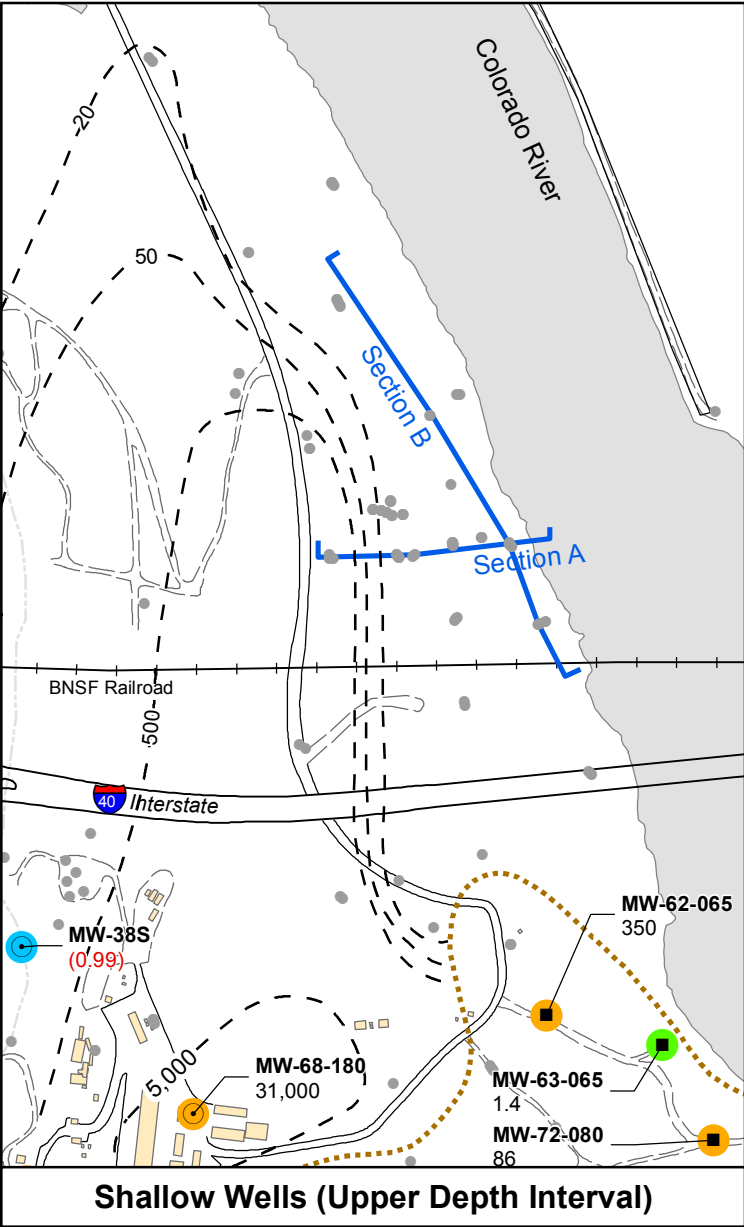 Colorado River
20
50
Section B
Section A
BNSF Railroad
500
40
Interstate
MW-62-065
350
MW-38S
(0.99)
5,000
MW-68-180
31,000
MW-63-065
1.4
MW-72-080
86
Shallow Wells (Upper Depth Interval)